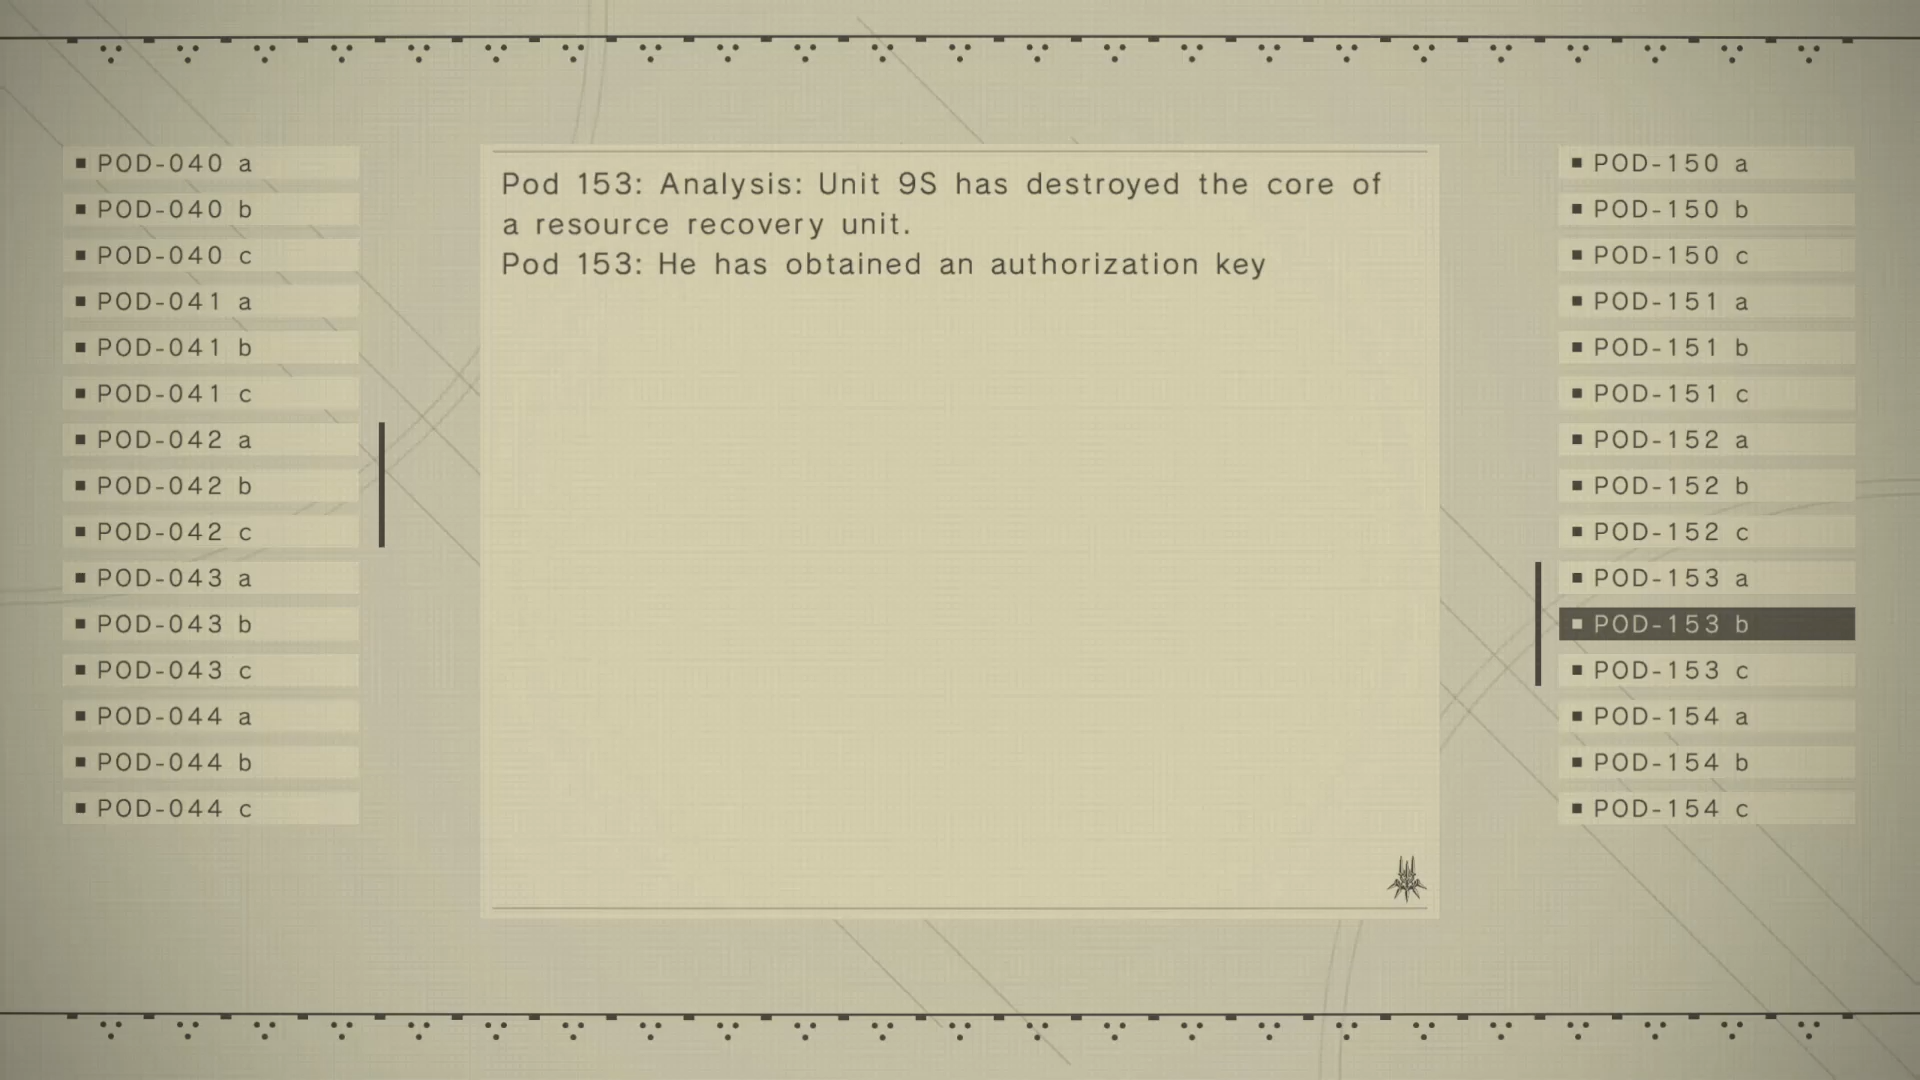 POD-040 a
POD-040 b
POD-040 c
POD-041 a
POD-041 b
POD-041 c
POD-042 a
POD-042 b
POD-042 c
POD-043 a
POD-043 b
POD-043 c
POD-044 a
POD-044 b
POD-044 c
Pod 153: Analysis: Unit 9S has destroyed the core of
a resource recovery unit.
Pod 153: He has obtained an authorization key
POD-150 a
POD-150 b
POD-150 c
POD-151 a
POD-151 b
POD-151 c
POD-152 a
POD-152 b
POD-152 c
POD-153 a
POD-153 b
POD-153 c
POD-154 a
POD-154 b
POD-154 c